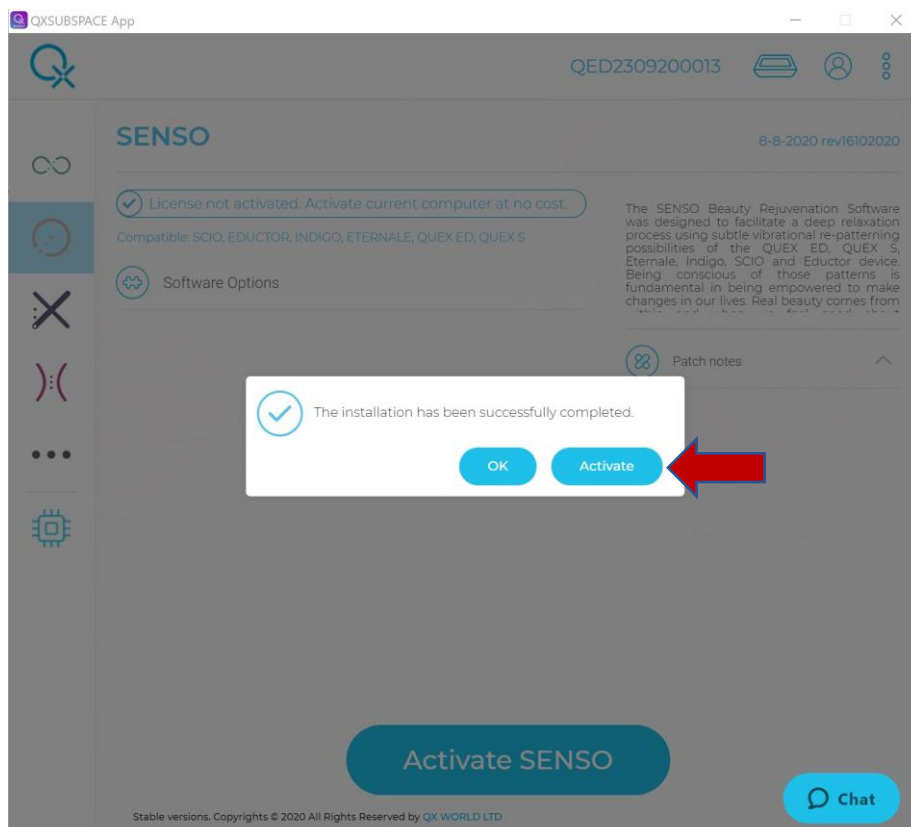 QXSUBSPACE App
QED2309200013
SENSO
8-8-2020 rev16102020
License not activated. Activate current computer at no cost.
Compatible: SCIO, EDUCTOR, INDIGO, ETERNALE, QUEX ED, QUEX S
Software Options
The SENSO Beauty Rejuvenation Software
was designed to facilitate a deep relaxation
process using subtle vibrational re-patterning
possibilities of the QUEX ED, QUEX S,
Eternale, Indigo, SCIO and Eductor device.
Being conscious of those patterns is
fundamental in being empowered to make
changes in our lives. Real beauty comes from
Patch notes
The installation has been successfully completed.
OK
Activate
Activate SENSO
Chat
Stable versions. Copyrights © 2020 All Rights Reserved by QX WORLD LTD